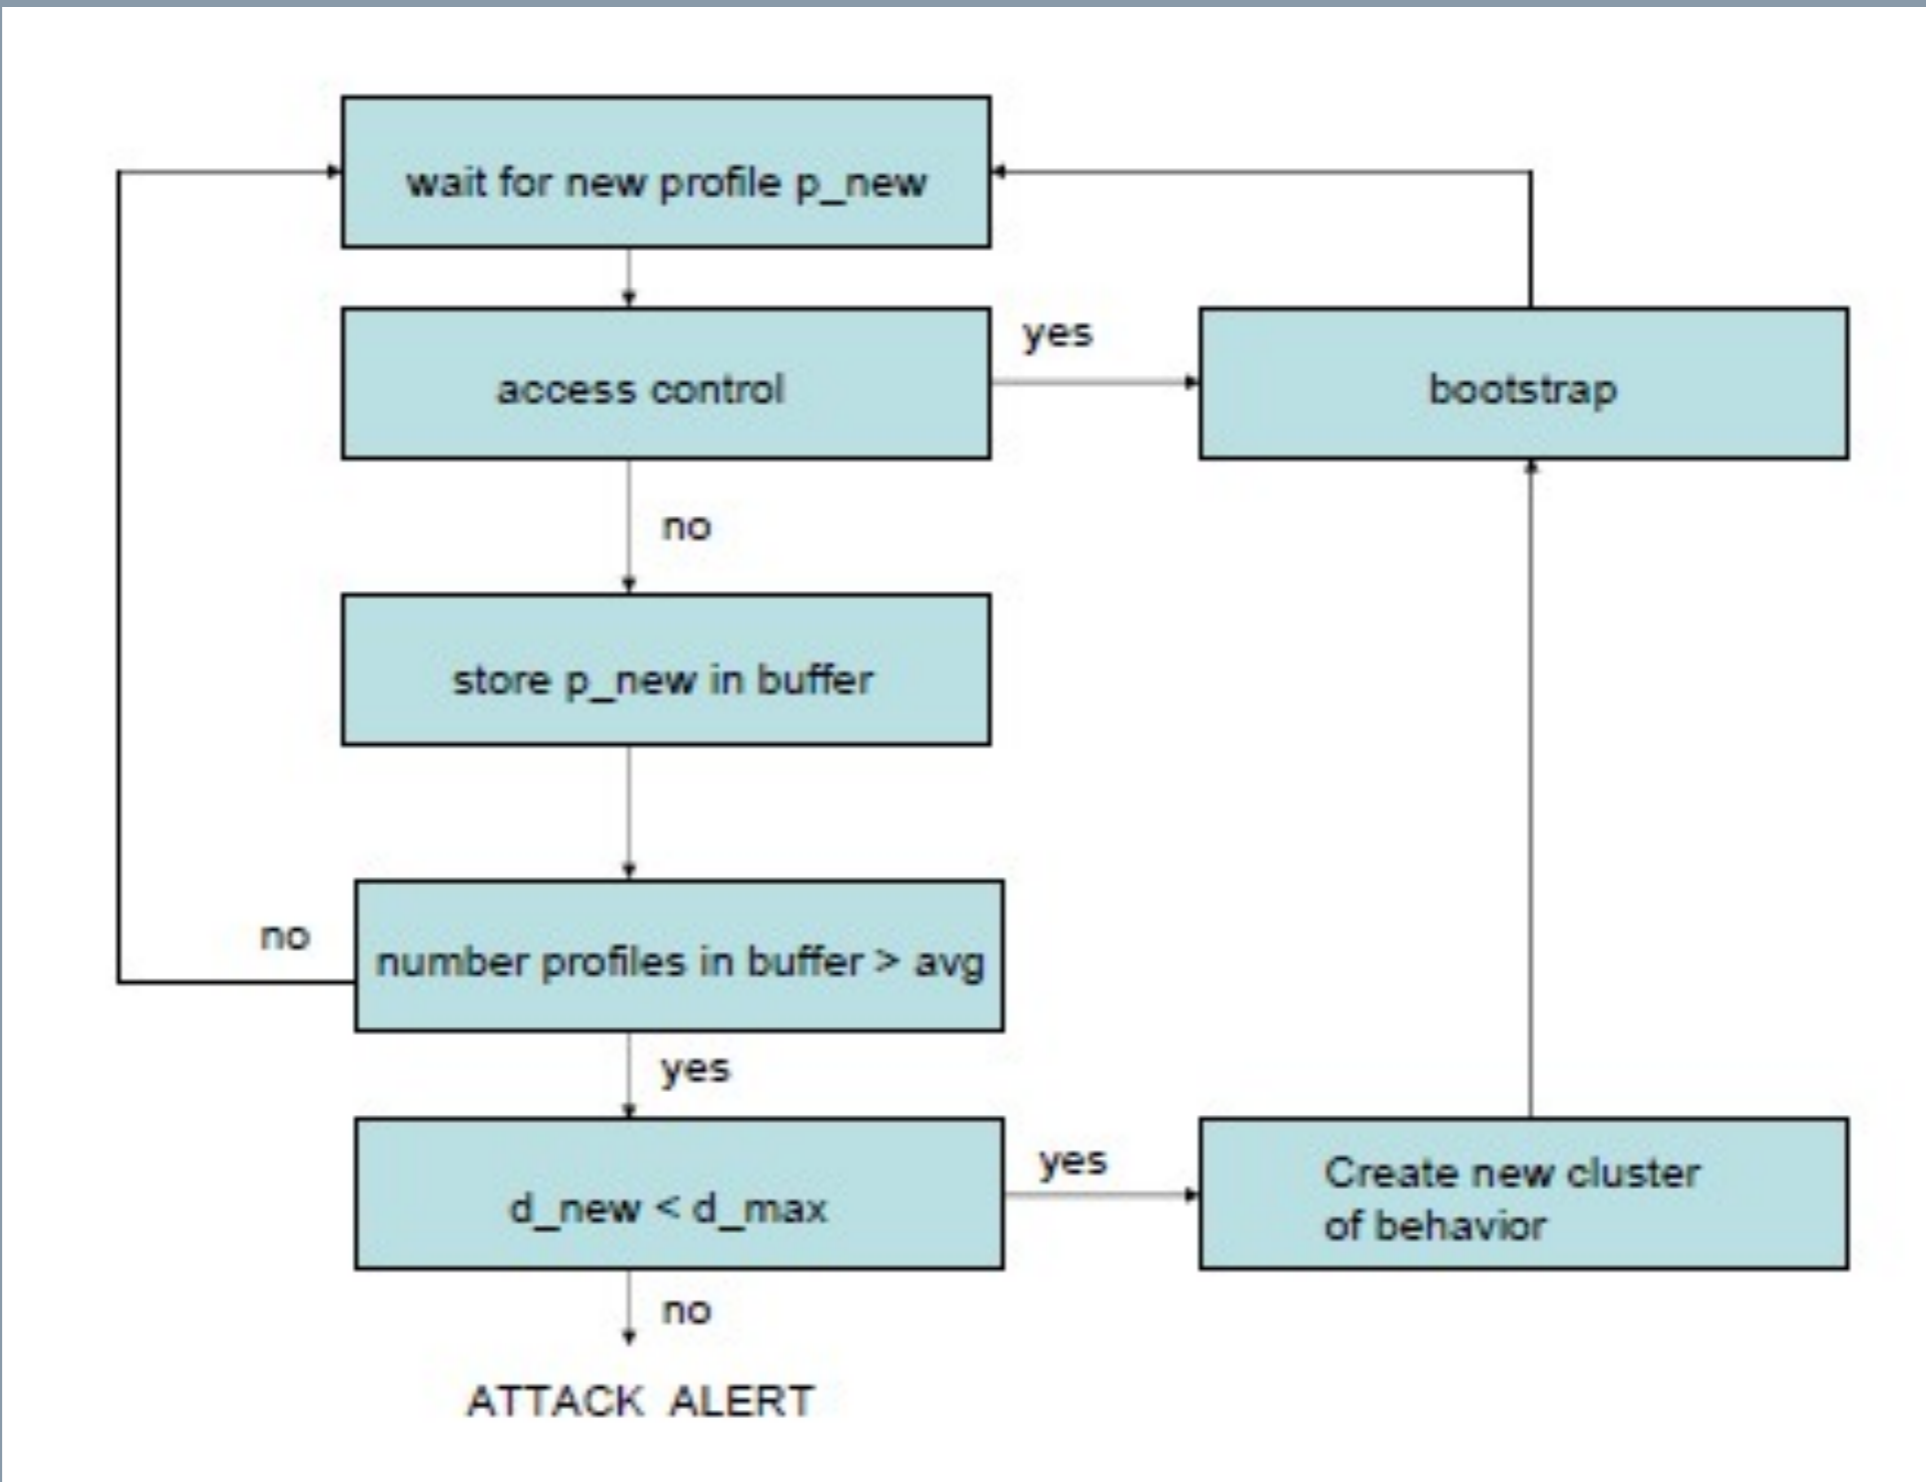 wait for new profile p_new
access control
yes
bootstrap
no
store p_new in buffer
no
number profiles in buffer > avg
yes
d_new < d_max
yes
Create new cluster
of behavior
no
ATTACK ALERT